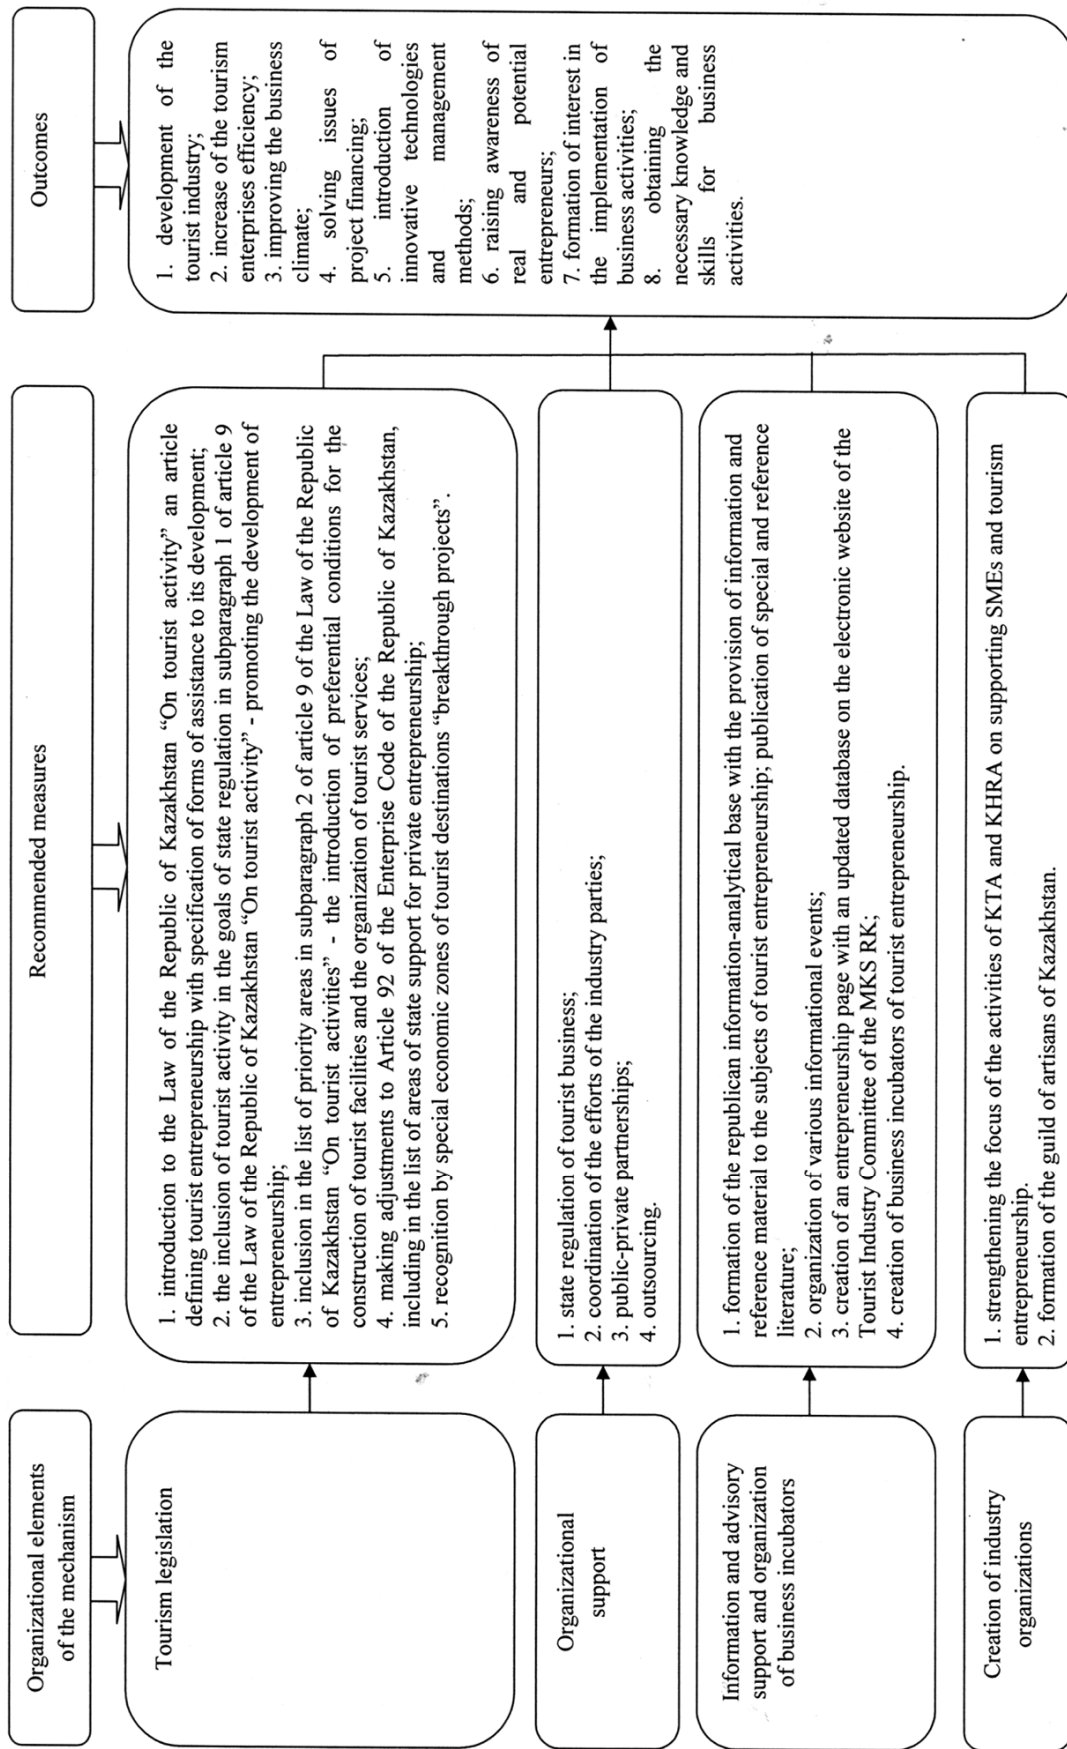 Organizational elements
of the mechanism
Recommended measures
Outcomes
Tourism legislation
1. introduction to the Law of the Republic of Kazakhstan “On tourist activity” an article
defining tourist entrepreneurship with specification of forms of assistance to its development;
2. the inclusion of tourist activity in the goals of state regulation in subparagraph 1 of article 9
of the Law of the Republic of Kazakhstan “On tourist activity” - promoting the development of
entrepreneurship;
3. inclusion in the list of priority areas in subparagraph 2 of article 9 of the Law of the Republic
of Kazakhstan “On tourist activities” - the introduction of preferential conditions for the
construction of tourist facilities and the organization of tourist services;
4. making adjustments to Article 92 of the Enterprise Code of the Republic of Kazakhstan,
including in the list of areas of state support for private entrepreneurship;
5. recognition by special economic zones of tourist destinations “breakthrough projects”.
Organizational
support
1. state regulation of tourist business;
2. coordination of the efforts of the industry parties;
3. public-private partnerships;
4. outsourcing.
Information and advisory
support and organization
of business incubators
1. formation of the republican information-analytical base with the provision of information and
reference material to the subjects of tourist entrepreneurship; publication of special and reference
literature;
2. organization of various informational events;
3. creation of an entrepreneurship page with an updated database on the electronic website of the
Tourist Industry Committee of the MKS RK;
4. creation of business incubators of tourist entrepreneurship.
Creation of industry
organizations
1. strengthening the focus of the activities of KTA and KHRA on supporting SMEs and tourism
entrepreneurship.
2. formation of the guild of artisans of Kazakhstan.
1. development of the
tourist industry;
2. increase of the tourism
enterprises efficiency;
3. improving the business
climate;
4. solving issues of
project financing;
5. introduction of
innovative technologies
and management
methods;
6. raising awareness of
real and potential
entrepreneurs;
7. formation of interest in
the implementation of
business activities;
8. obtaining the
necessary knowledge and
skills for business
activities.